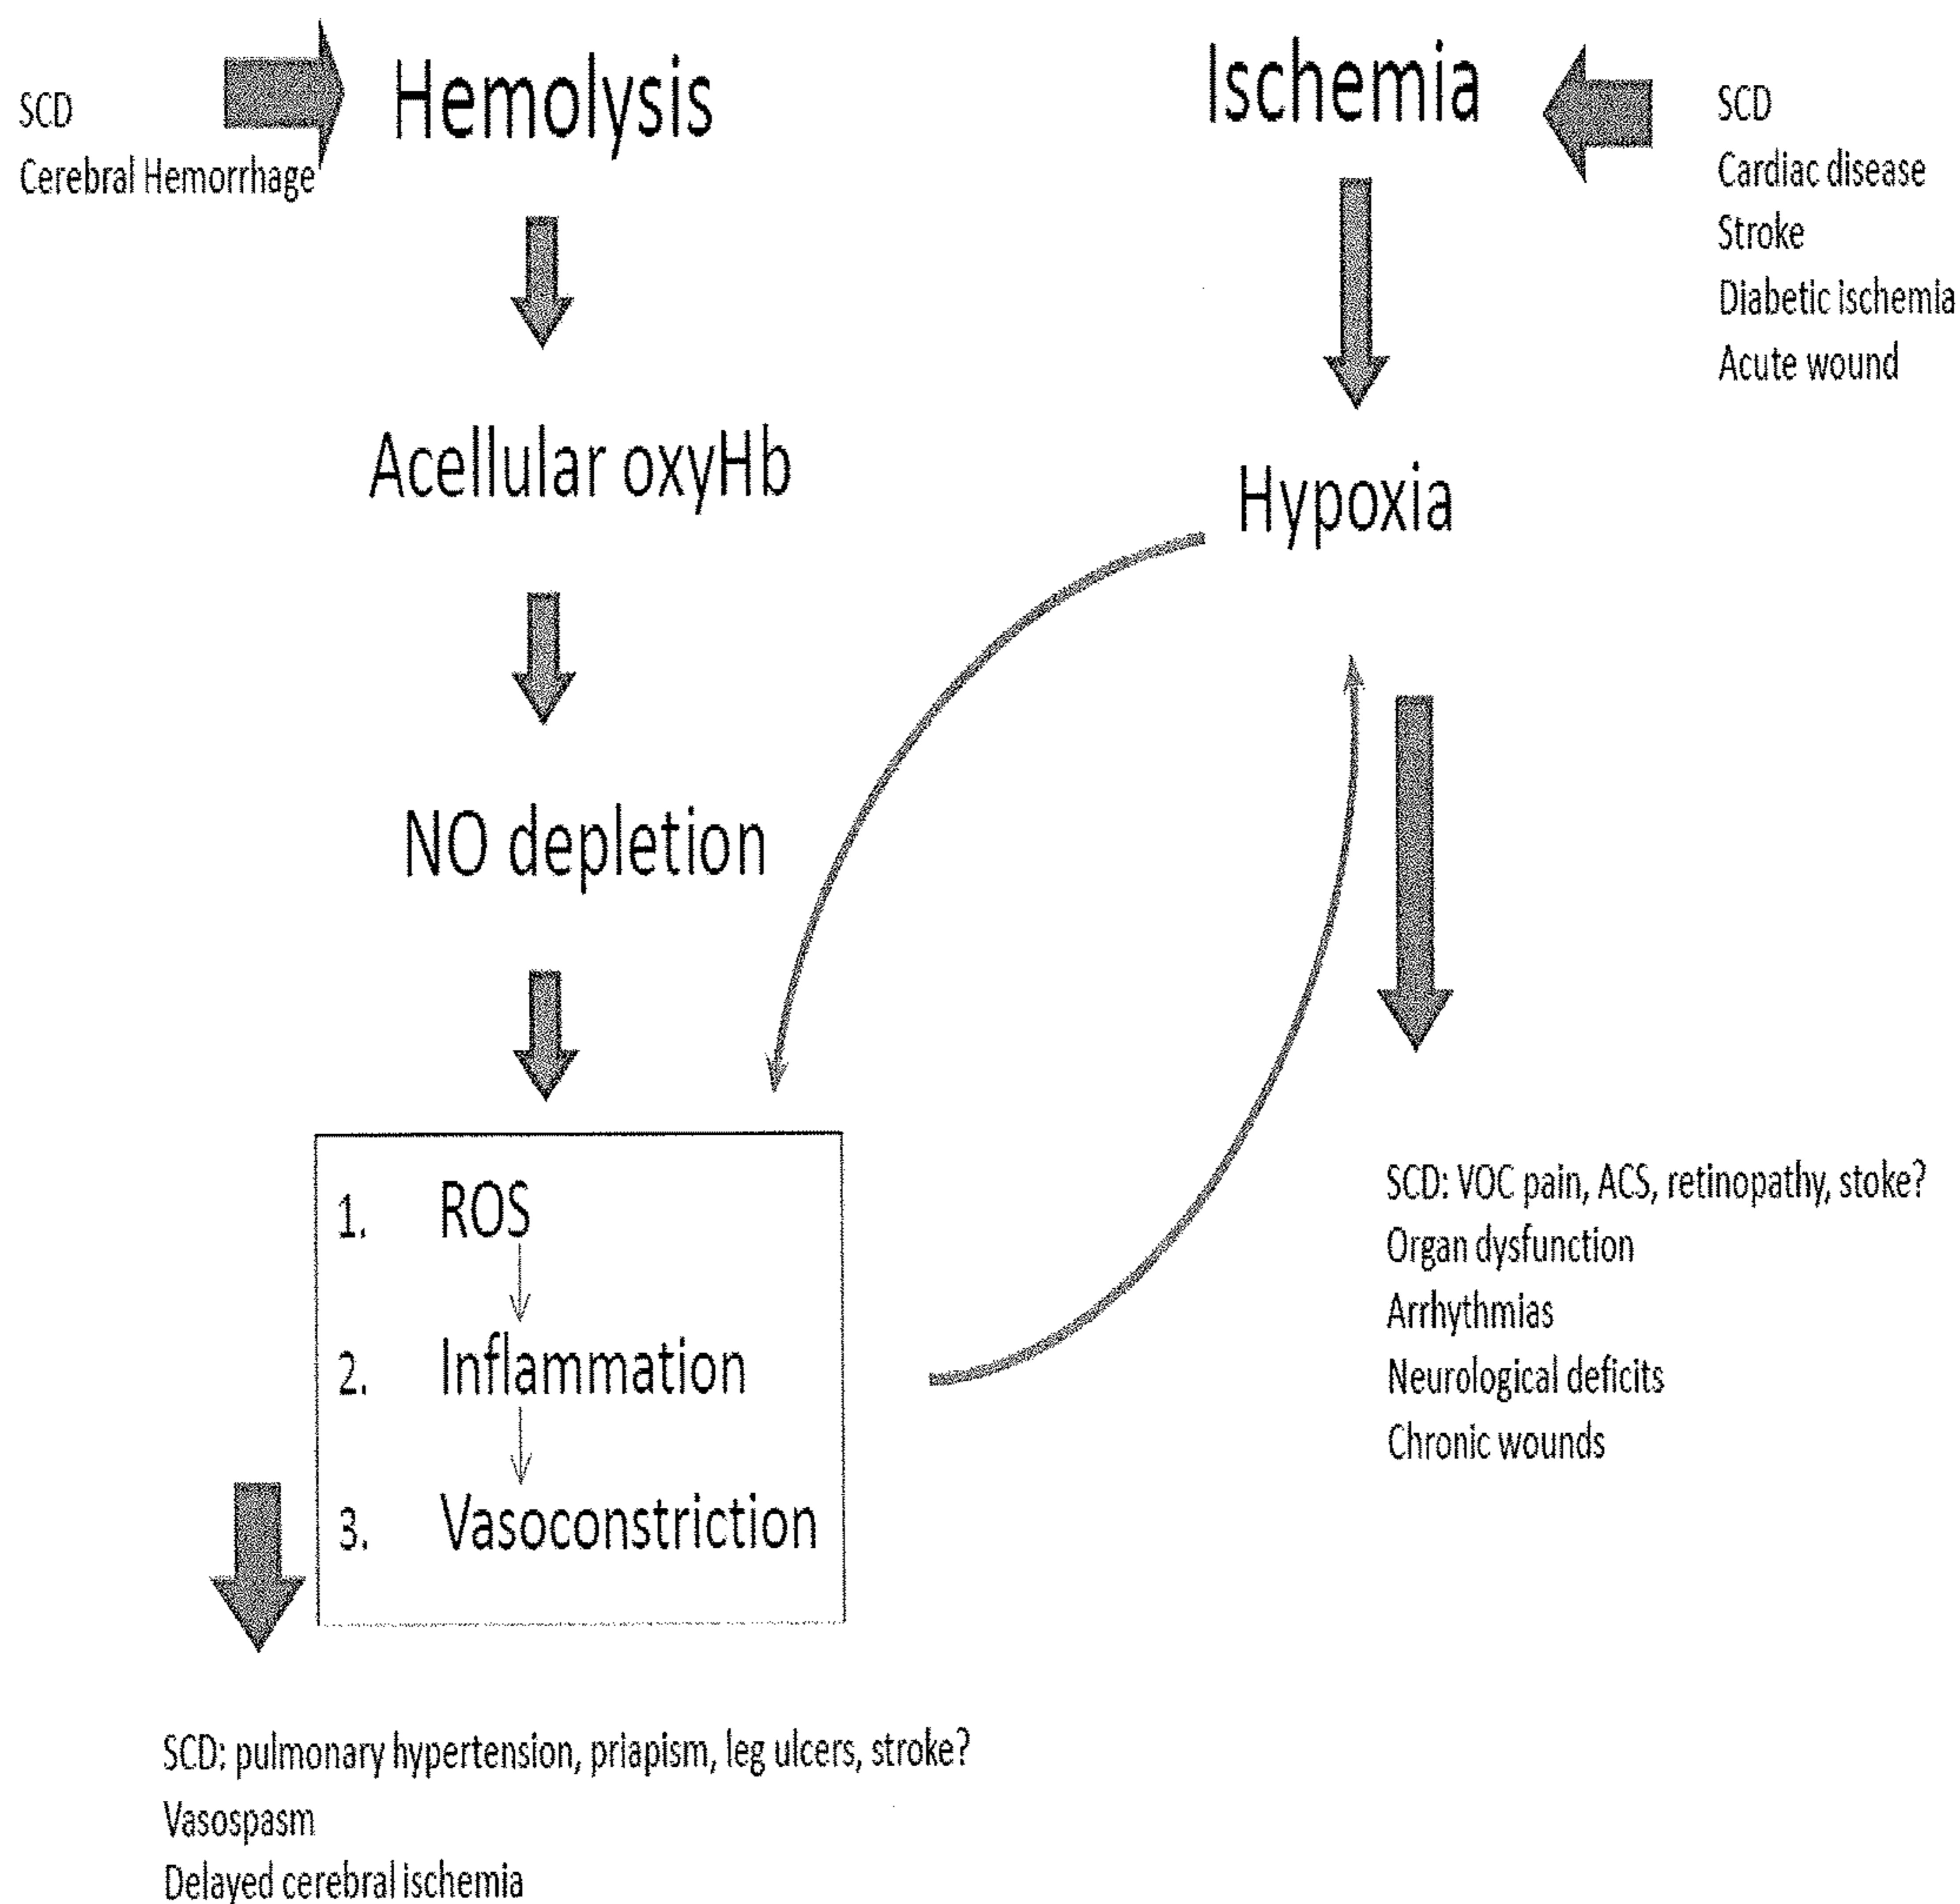 Hemolysis
SCD
Cerebral Hemorrhage
Ischemia
SCD
Cardiac disease
Stroke
Diabetic ischemia
Acute wound
Acellular oxyHb
Hypoxia
NO depletion
1. ROS
2. Inflammation
3. Vasoconstriction
SCD: VOC pain, ACS, retinopathy, stoke?
Organ dysfunction
Arrhythmias
Neurological deficits
Chronic wounds
SCD: pulmonary hypertension, priapism, leg ulcers, stroke?
Vasospasm
Delayed cerebral ischemia